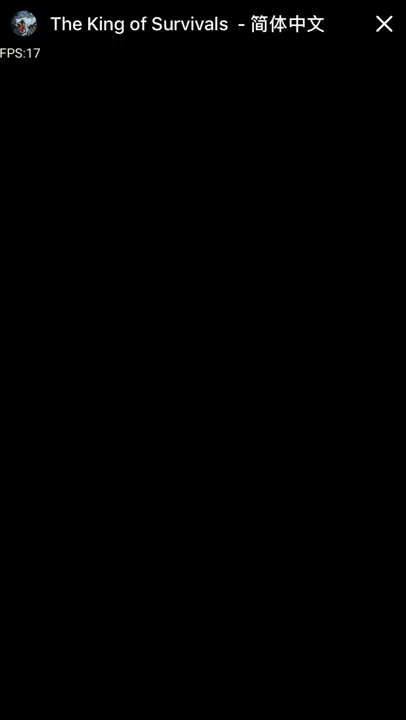 The King of Survivals - 简体中文
FPS:17